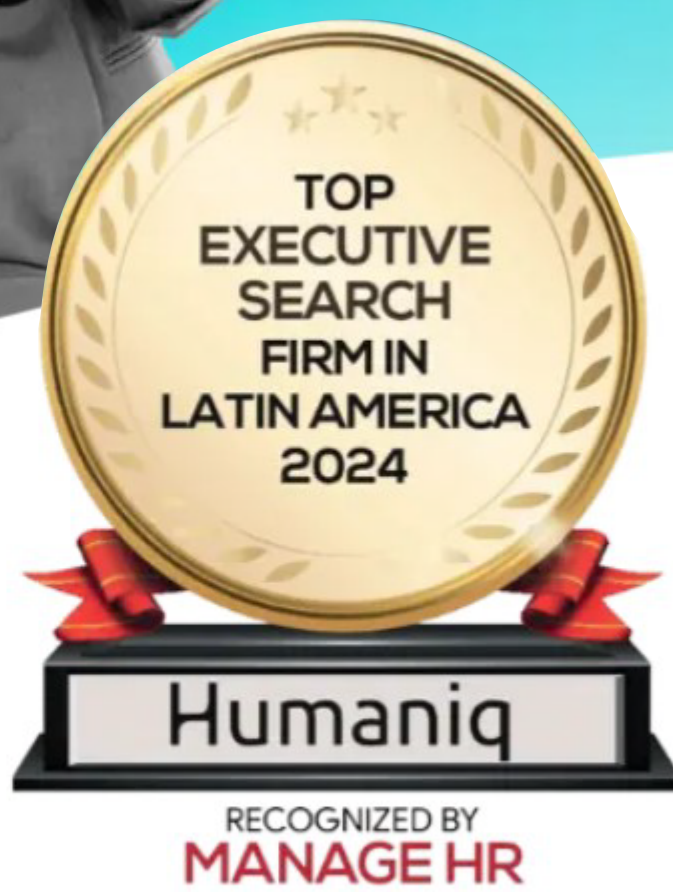 TOP
EXECUTIVE
SEARCH
FIRM IN
LATIN AMERICA
2024
Humaniq
RECOGNIZED BY
MANAGE HR